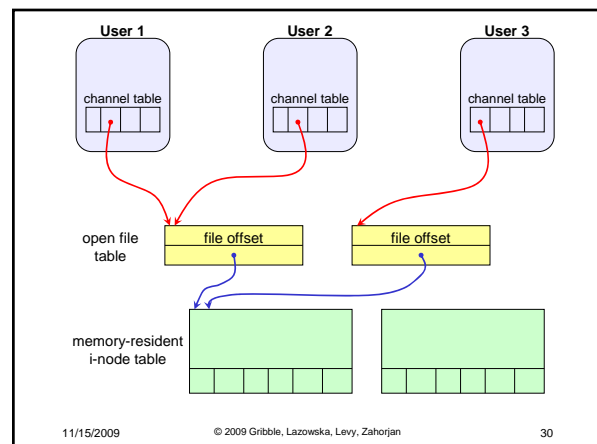 User 1
User 2
User 3
channel table
channel table
channel table
open file
table
file offset
file offset
memory-resident
i-node table
11/15/2009
© 2009 Gribble, Lazowska, Levy, Zahorjan
30